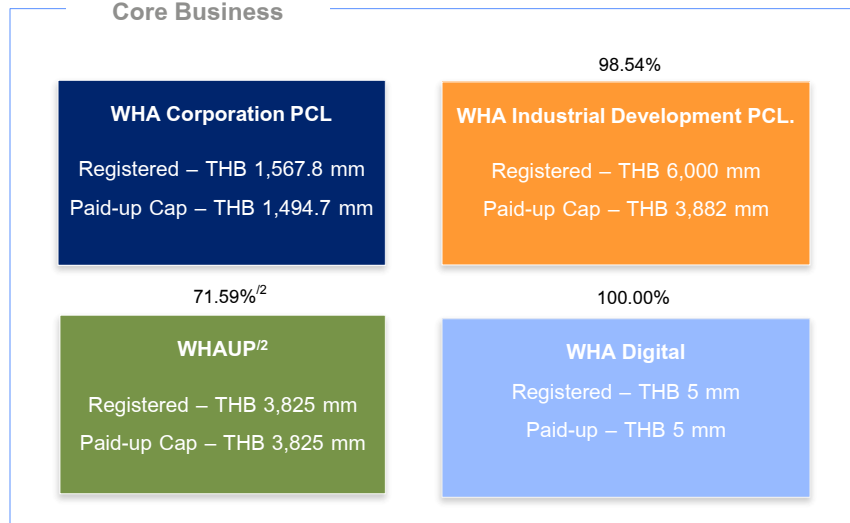 Core Business
WHA Corporation PCL
Registered – THB 1,567.8 mm
Paid-up Cap – THB 1,494.7 mm
98.54%
WHA Industrial Development PCL.
Registered – THB 6,000 mm
Paid-up Cap – THB 3,882 mm
71.59%/2
WHAUP/2
Registered – THB 3,825 mm
Paid-up Cap – THB 3,825 mm
100.00%
WHA Digital
Registered – THB 5 mm
Paid-up – THB 5 mm